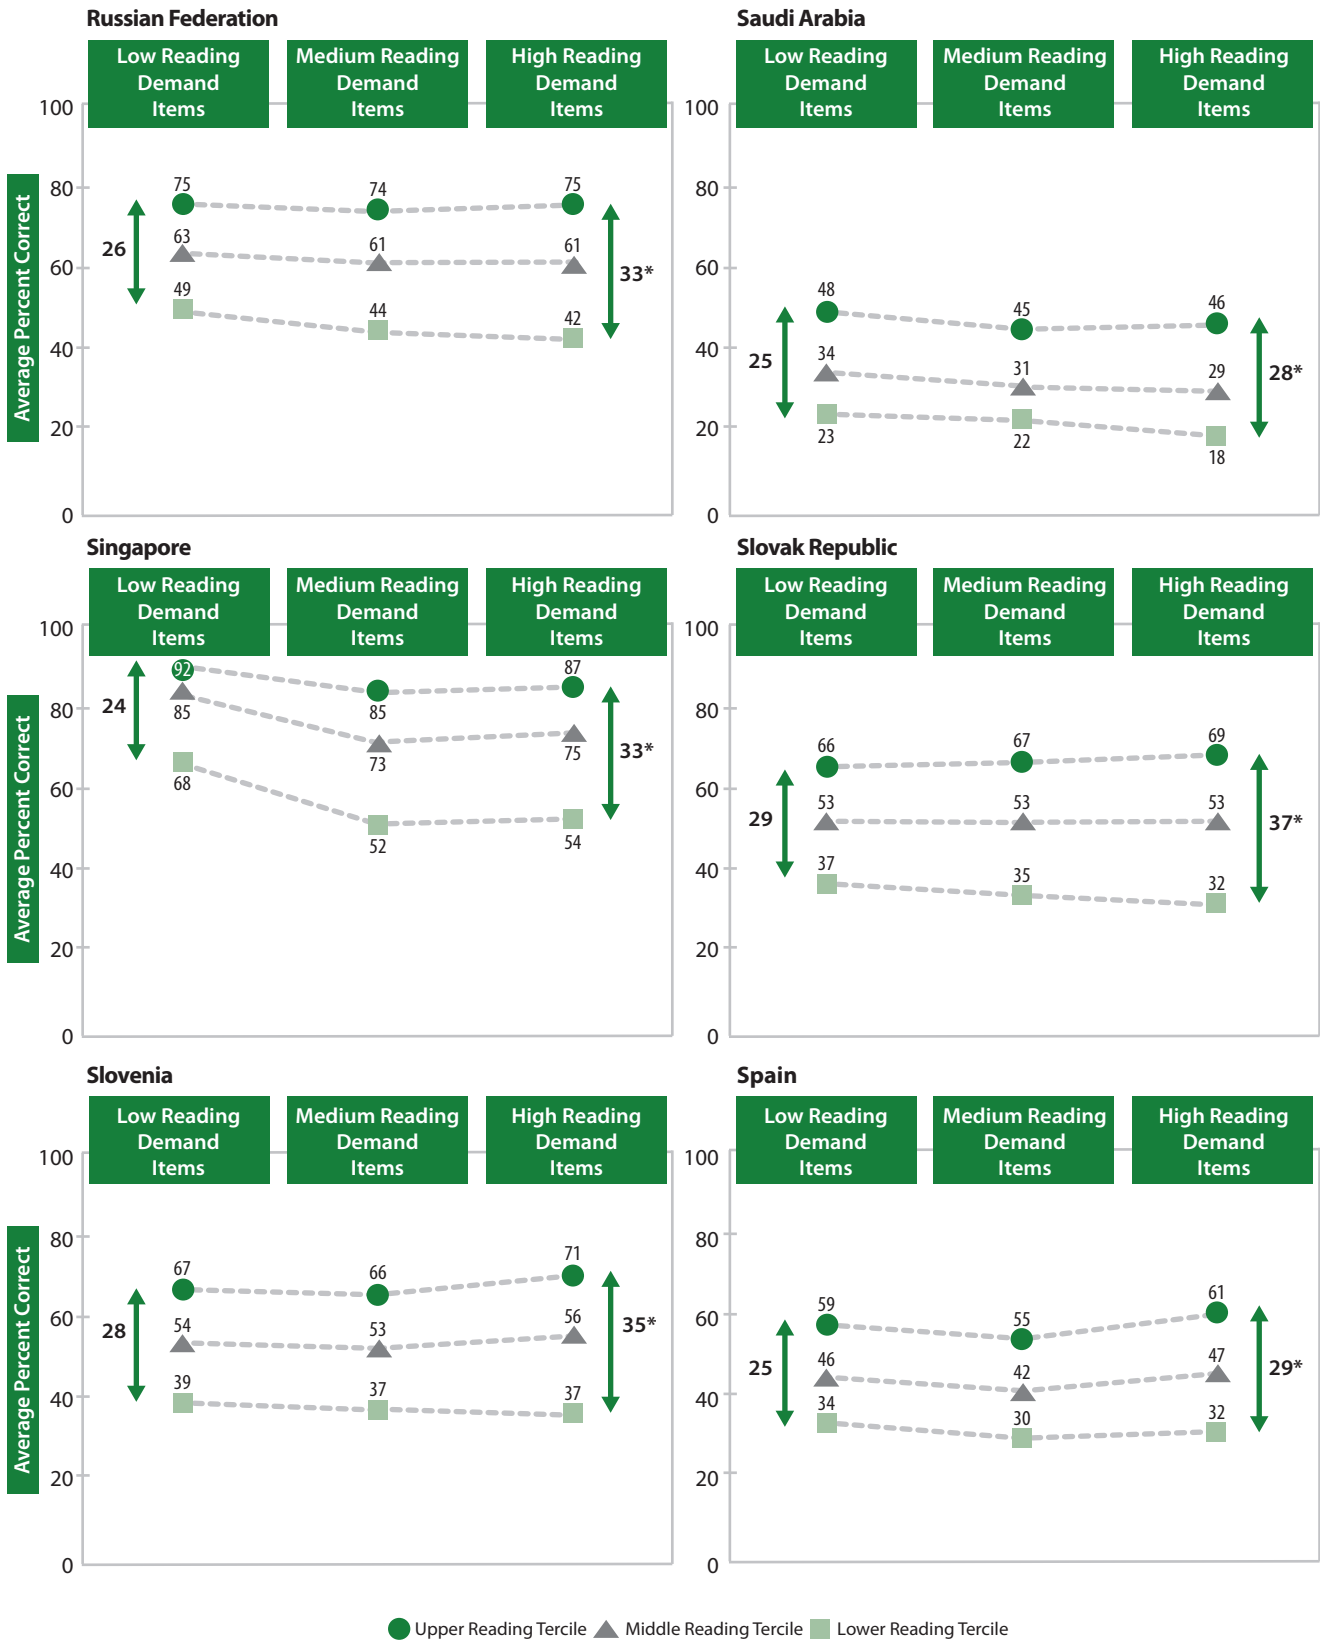 Russian Federation
Low Reading
Demand
Items
Medium Reading
Demand
Items
High Reading
Demand
Items
Average Percent Correct
100
80
60
40
20
0
75
74
75
63
61
61
49
44
42
26
33*
Saudi Arabia
Low Reading
Demand
Items
Medium Reading
Demand
Items
High Reading
Demand
Items
100
80
60
40
20
0
48
45
46
34
31
29
23
22
18
25
28*
Singapore
Low Reading
Demand
Items
Medium Reading
Demand
Items
High Reading
Demand
Items
Average Percent Correct
100
80
60
40
20
0
92
85
87
85
73
75
68
52
54
24
33*
Slovak Republic
Low Reading
Demand
Items
Medium Reading
Demand
Items
High Reading
Demand
Items
100
80
60
40
20
0
66
67
69
53
53
53
37
35
32
29
37*
Slovenia
Low Reading
Demand
Items
Medium Reading
Demand
Items
High Reading
Demand
Items
Average Percent Correct
100
80
60
40
20
0
67
66
71
54
53
56
39
37
37
28
35*
Spain
Low Reading
Demand
Items
Medium Reading
Demand
Items
High Reading
Demand
Items
100
80
60
40
20
0
59
55
61
46
42
47
34
30
32
25
29*
Upper Reading Tercile Middle Reading Tercile Lower Reading Tercile